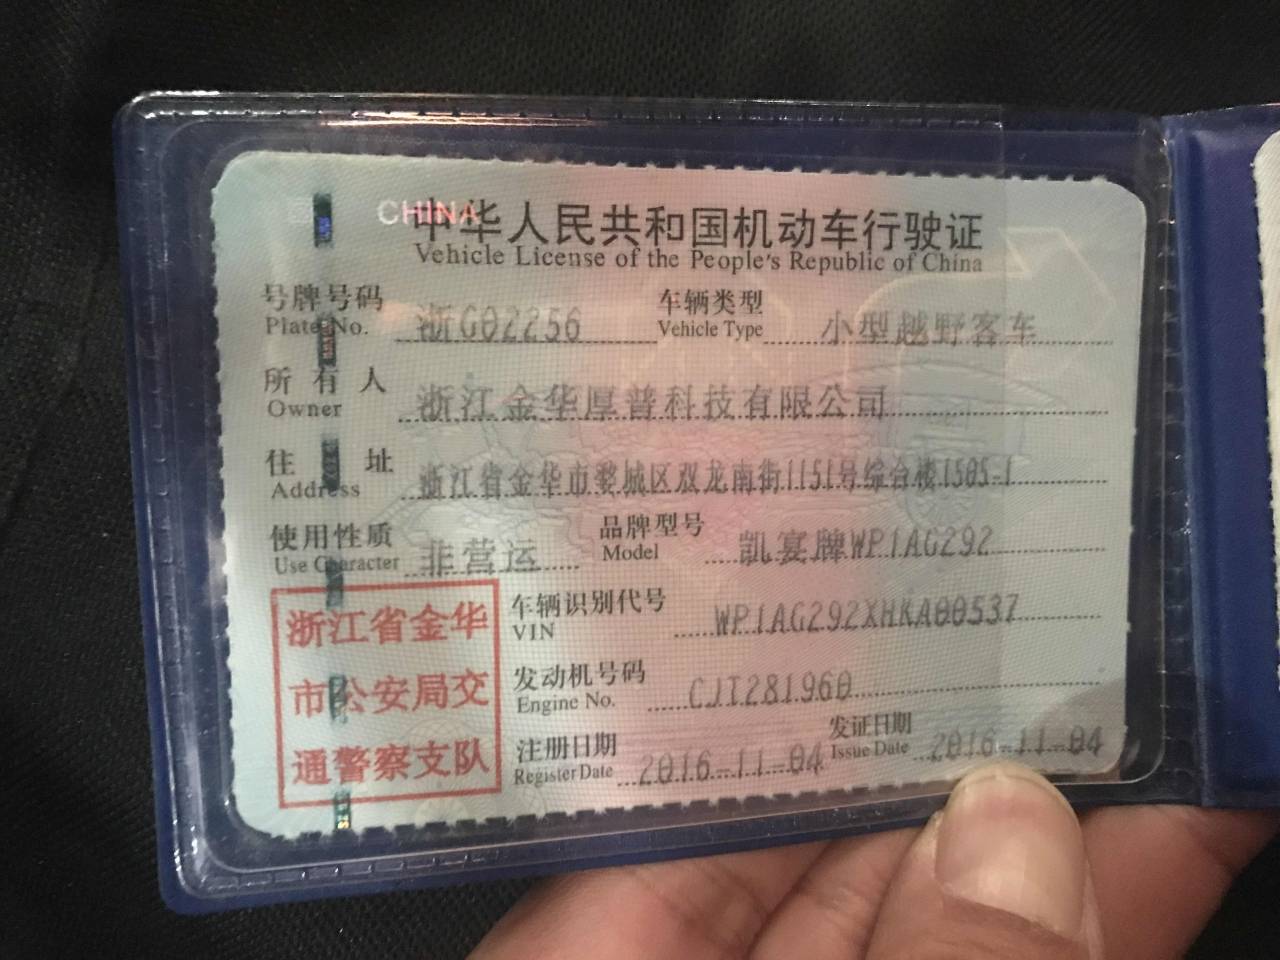 CHINA
中华人民共和国机动车行驶证
Vehicle License of the People's Republic of China
号牌号码 浙G02256 车辆类型 小型越野客车
Plate No. Vehicle Type
所有人 浙江金华厚普科技有限公司
Owner
住址 浙江省金华市婺城区双龙南街1151号综合楼1505-1
Address
使用性质 非营运 品牌型号 凯宴牌WP1AG292
Use Character Model
浙江省金华 车辆识别代号 WP1AG292XHKA00537
VIN
市公安局交 发动机号码 CJT281960
Engine No.
通警察支队 注册日期 2016-11-04 发证日期 2016-11-04
Register Date Issue Date